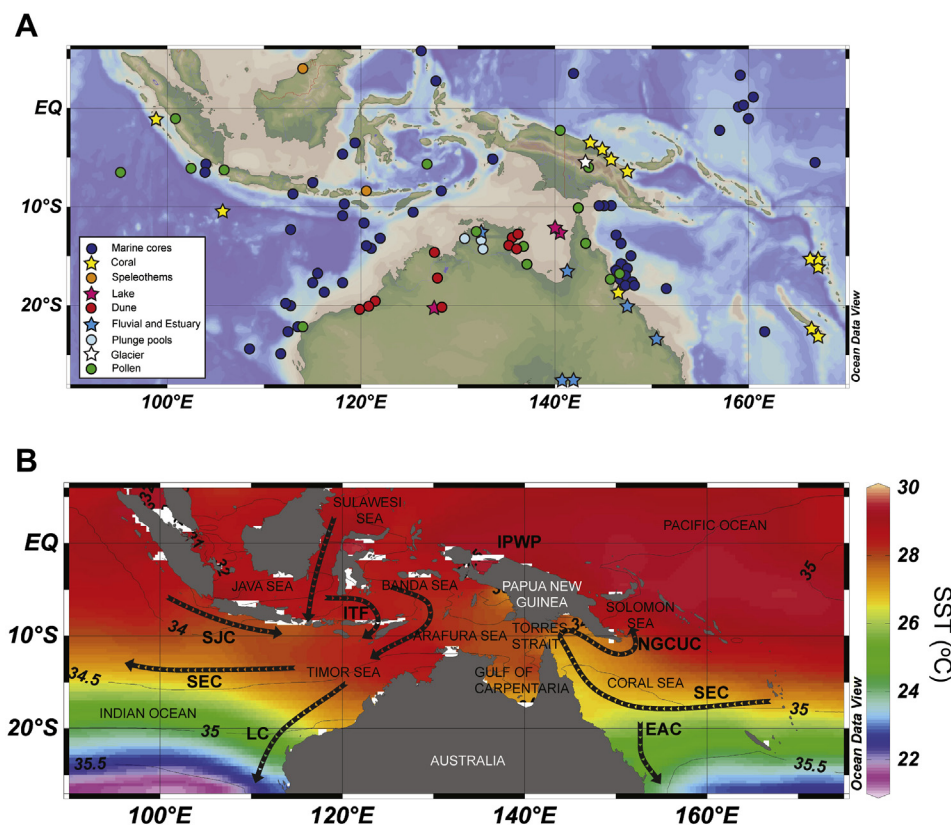 A
EQ
10°S
20°S
Marine cores
Coral
Speleothems
Lake
Dune
Fluvial and Estuary
Plunge pools
Glacier
Pollen
100°E
120°E
140°E
160°E
Ocean Data View
B
SULAWESI
SEA
PACIFIC OCEAN
EQ
IPWP
35
32
JAVA SEA
BANDA SEA
PAPUA NEW
GUINEA
SOLOMON
SEA
34
SJC
ITF
ARAFURA SEA
TORRES
STRAIT
NGCUC
10°S
34.5
SEC
TIMOR SEA
GULF OF
CARPENTARIA
CORAL SEA
SEC
35
INDIAN OCEAN
35
LC
EAC
20°S
35.5
AUSTRALIA
35.5
100°E
120°E
140°E
160°E
Ocean Data View
30
28
26
24
22
SST (ºC)